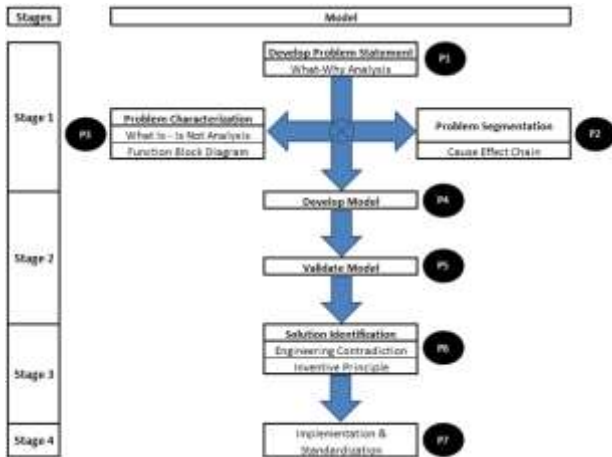 Stages
Model
Stage 1
Develop Problem Statement
What-Why Analysis
P1
P3
Problem Characterization
What Is - Is Not Analysis
Function Block Diagram
Problem Segmentation
Cause Effect Chain
P2
Stage 2
Develop Model
P4
Validate Model
P5
Stage 3
Solution Identification
Engineering Contradiction
Inventive Principle
P6
Stage 4
Implementation &
Standardization
P7